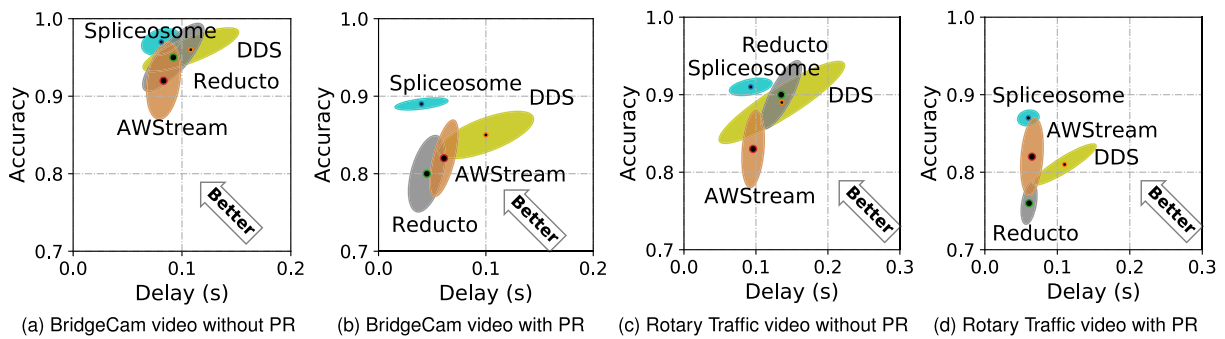 1.0
0.9
0.8
0.7
Accuracy
Spliceosome
DDS
Reducto
AWStream
Better
0.0
0.1
0.2
Delay (s)
(a) BridgeCam video without PR
1.0
0.9
0.8
0.7
Accuracy
Spliceosome
DDS
AWStream
Reducto
Better
0.0
0.1
0.2
Delay (s)
(b) BridgeCam video with PR
1.0
0.9
0.8
0.7
Accuracy
Reducto
Spliceosome
DDS
AWStream
Better
0.0
0.1
0.2
0.3
Delay (s)
(c) Rotary Traffic video without PR
1.0
0.9
0.8
0.7
Accuracy
Spliceosome
AWStream
DDS
Reducto
Better
0.0
0.1
0.2
0.3
Delay (s)
(d) Rotary Traffic video with PR